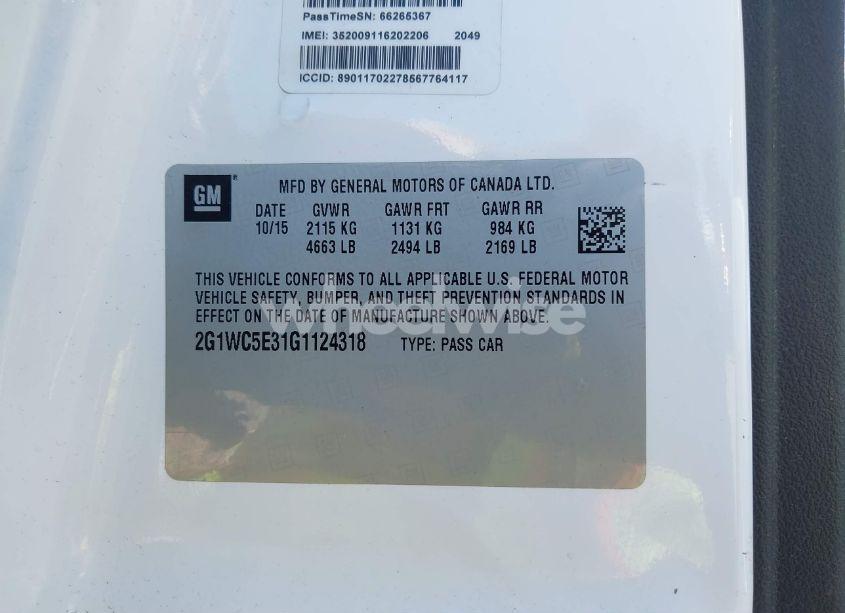 PassTimeSN: 66265367
IMEI: 352009116202206 2049
ICCID: 89011702278567764117
GM ® MFD BY GENERAL MOTORS OF CANADA LTD.
DATE GVWR GAWR FRT GAWR RR
10/15 2115 KG 1131 KG 984 KG
4663 LB 2494 LB 2169 LB
THIS VEHICLE CONFORMS TO ALL APPLICABLE U.S. FEDERAL MOTOR
VEHICLE SAFETY, BUMPER, AND THEFT PREVENTION STANDARDS IN
EFFECT ON THE DATE OF MANUFACTURE SHOWN ABOVE.
wheelwise
2G1WC5E31G1124318 TYPE: PASS CAR